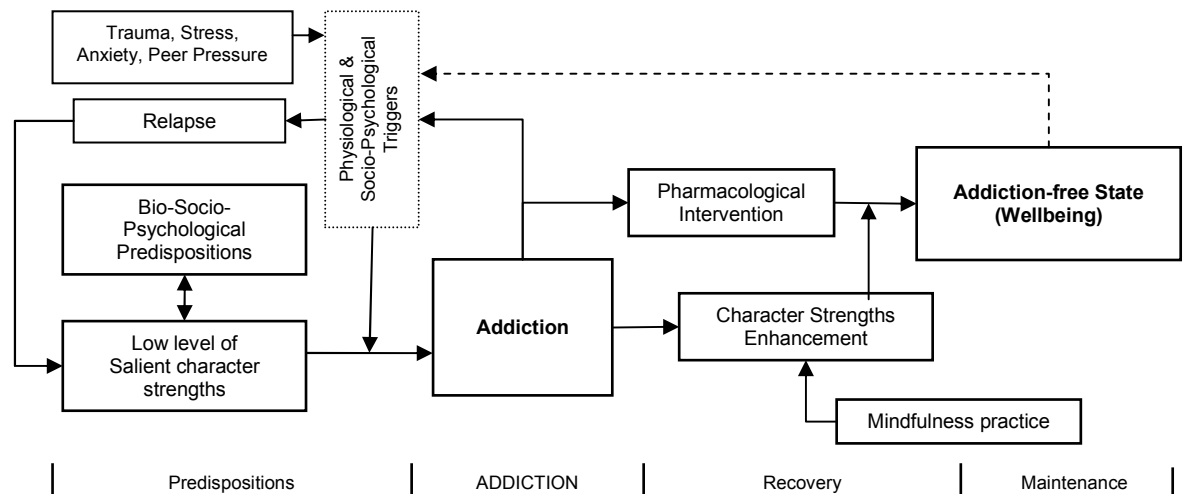 Trauma, Stress,
Anxiety, Peer Pressure
Relapse
Physiological &
Socio-Psychological
Triggers
Bio-Socio-
Psychological
Predispositions
Low level of
Salient character
strengths
Addiction
Pharmacological
Intervention
Character Strengths
Enhancement
Mindfulness practice
Addiction-free State
(Wellbeing)
Predispositions
ADDICTION
Recovery
Maintenance